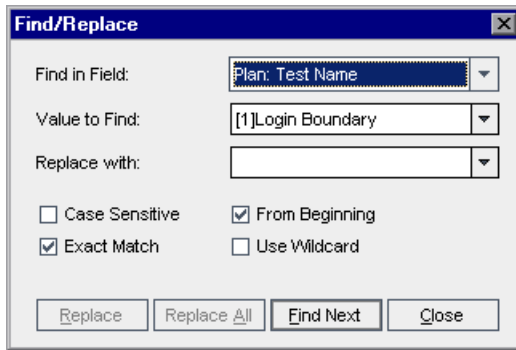 Find/Replace
Find in Field: Plan: Test Name
Value to Find: [1]Login Boundary
Replace with:
Case Sensitive From Beginning
Exact Match Use Wildcard
Replace Replace All Find Next Close